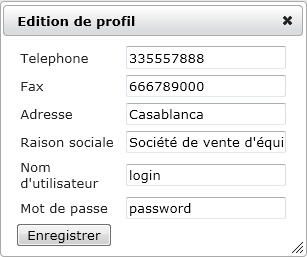 Edition de profil
Telephone 335557888
Fax 666789000
Adresse Casablanca
Raison sociale Société de vente d'équi
Nom
d'utilisateur login
Mot de passe password
Enregistrer